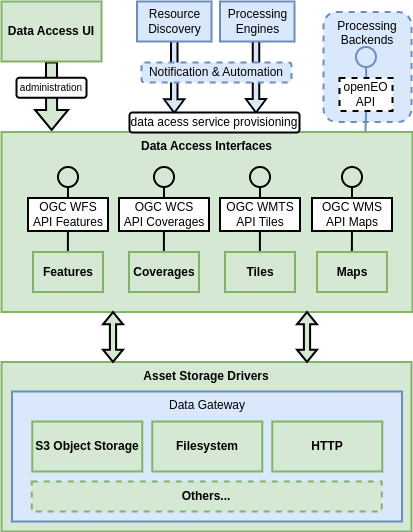 Data Access UI
Resource
Discovery
Processing
Engines
Processing
Backends
Notification & Automation
administration
openEO
API
data acess service provisioning
Data Access Interfaces
OGC WFS
API Features
OGC WCS
API Coverages
OGC WMTS
API Tiles
OGC WMS
API Maps
Features
Coverages
Tiles
Maps
Asset Storage Drivers
Data Gateway
S3 Object Storage
Filesystem
HTTP
Others...